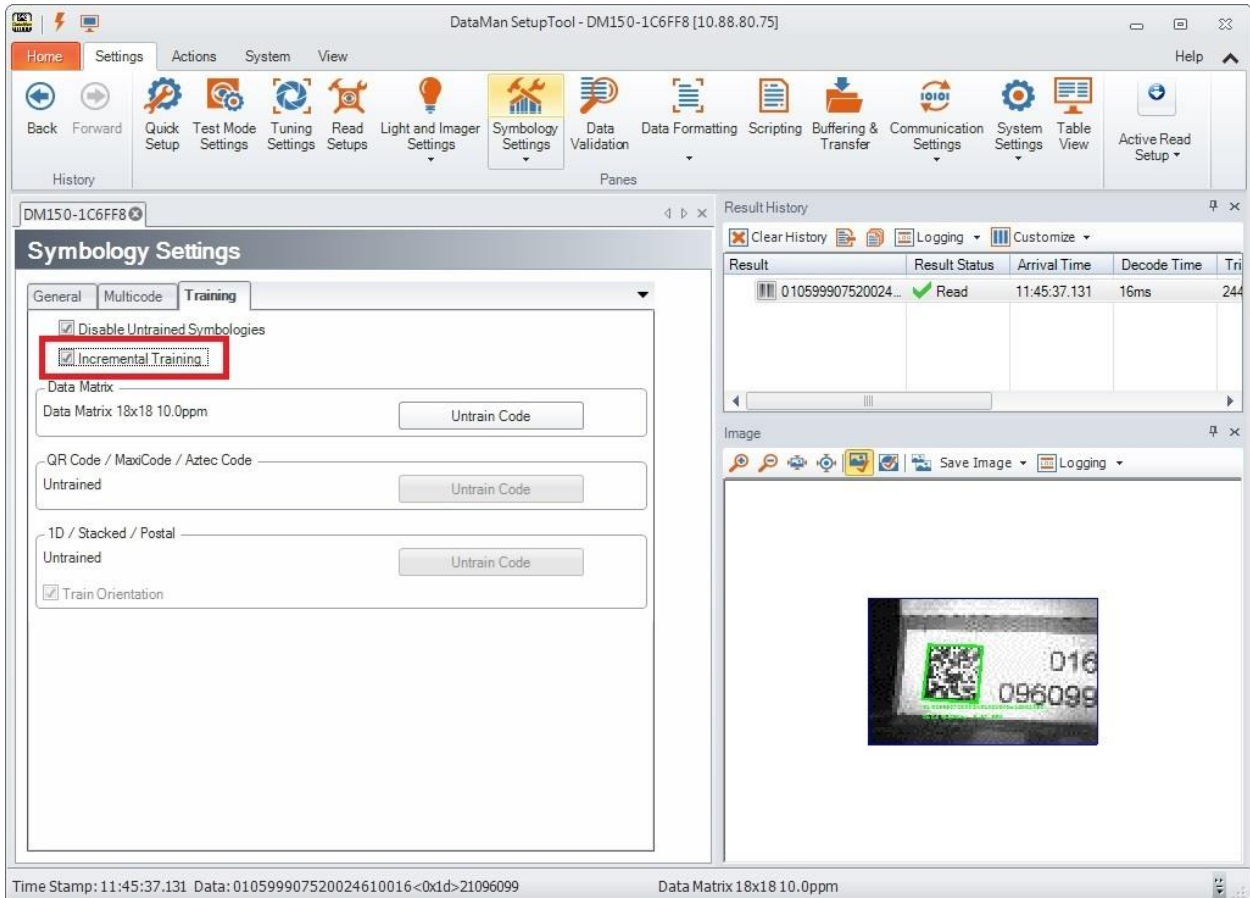 DataMan SetupTool - DM150-1C6FF8 [10.88.80.75]
Home Settings Actions System View Help
Back Forward Quick Setup Test Mode Settings Tuning Settings Read Setups Light and Imager Settings Symbology Settings Data Validation Data Formatting Scripting Buffering & Transfer Communication Settings System Settings Table View Active Read Setup
History Panes
DM150-1C6FF8
Symbology Settings
General Multicode Training
Disable Untrained Symbologies
Incremental Training
Data Matrix
Data Matrix 18x18 10.0ppm Untrain Code
QR Code / MaxiCode / Aztec Code
Untrained Untrain Code
1D / Stacked / Postal
Untrained Untrain Code
Train Orientation
Result History
Clear History Logging Customize
Result Result Status Arrival Time Decode Time Tri
010599907520024... Read 11:45:37.131 16ms 244
Image
Save Image Logging
016
096099
Time Stamp: 11:45:37.131 Data: 010599907520024610016<0x1d>21096099 Data Matrix 18x18 10.0ppm